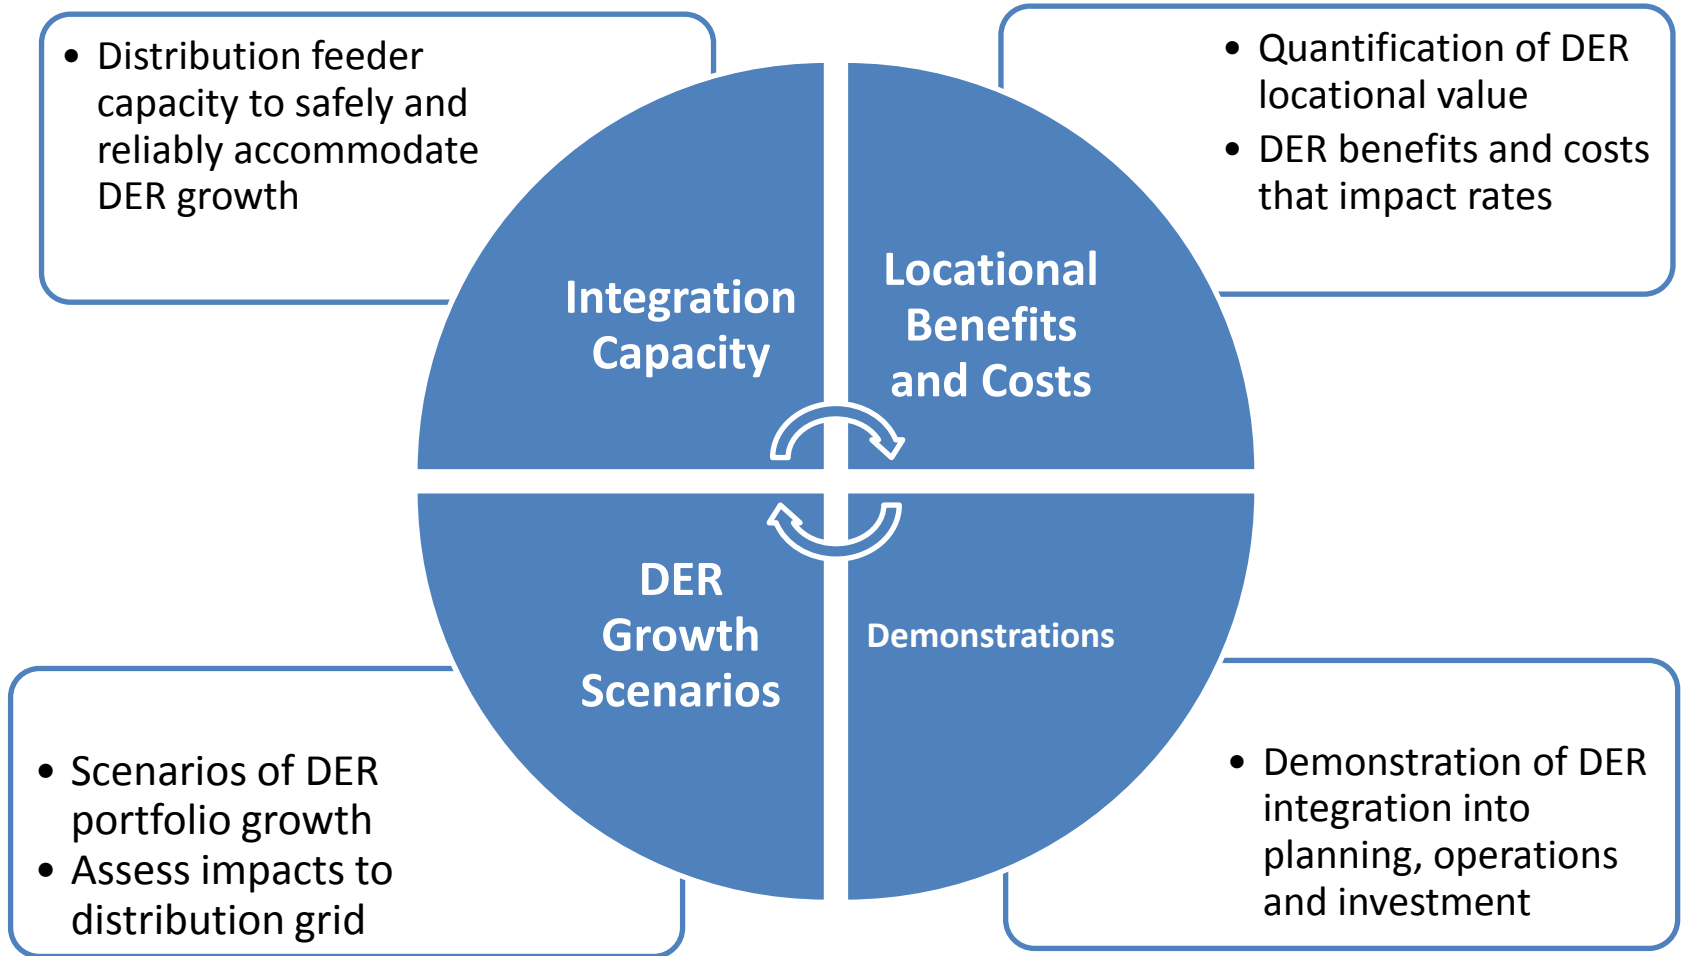 • Distribution feeder
capacity to safely and
reliably accommodate
DER growth
• Quantification of DER
locational value
• DER benefits and costs
that impact rates
Integration
Capacity
Locational
Benefits
and Costs
DER
Growth
Scenarios
Demonstrations
• Scenarios of DER
portfolio growth
• Assess impacts to
distribution grid
• Demonstration of DER
integration into
planning, operations
and investment